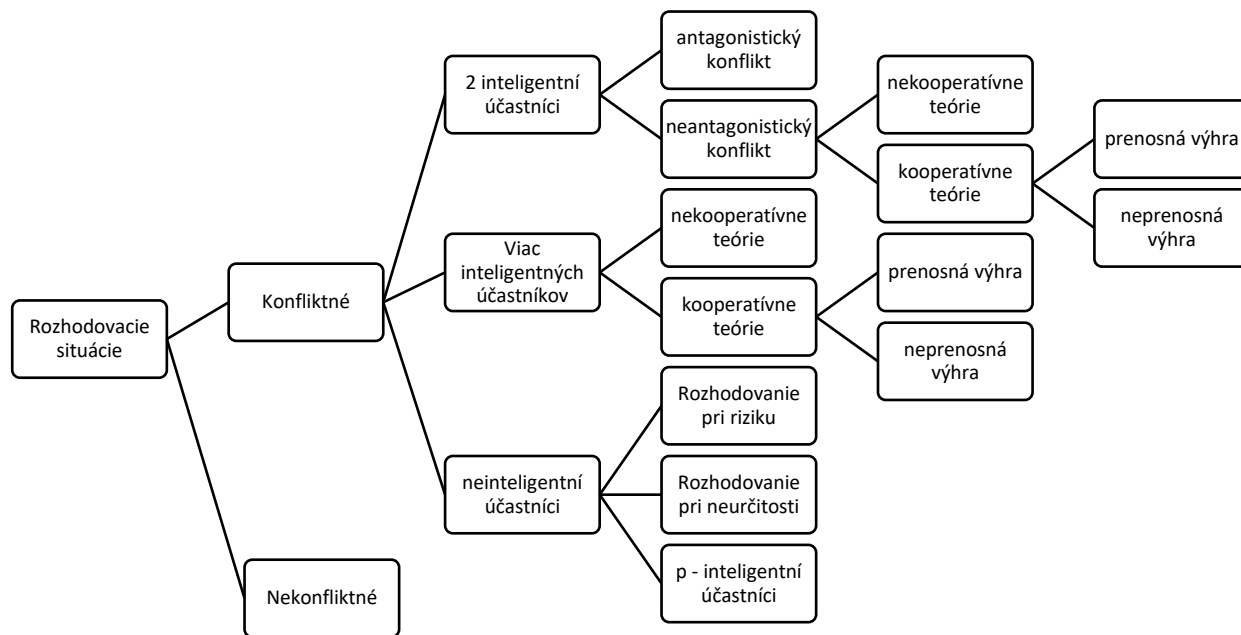 Rozhodovacie
situácie
Konfliktné
2 inteligentní
účastníci
antagonistický
konflikt
neantagonistický
konflikt
nekooperatívne
teórie
kooperatívne
teórie
prenosná výhra
neprenosná
výhra
Viac
inteligentných
účastníkov
nekooperatívne
teórie
kooperatívne
teórie
prenosná
výhra
neprenosná
výhra
neinteligentní
účastníci
Rozhodovanie
pri riziku
Rozhodovanie
pri neurčitosti
p - inteligentní
účastníci
Nekonfliktné